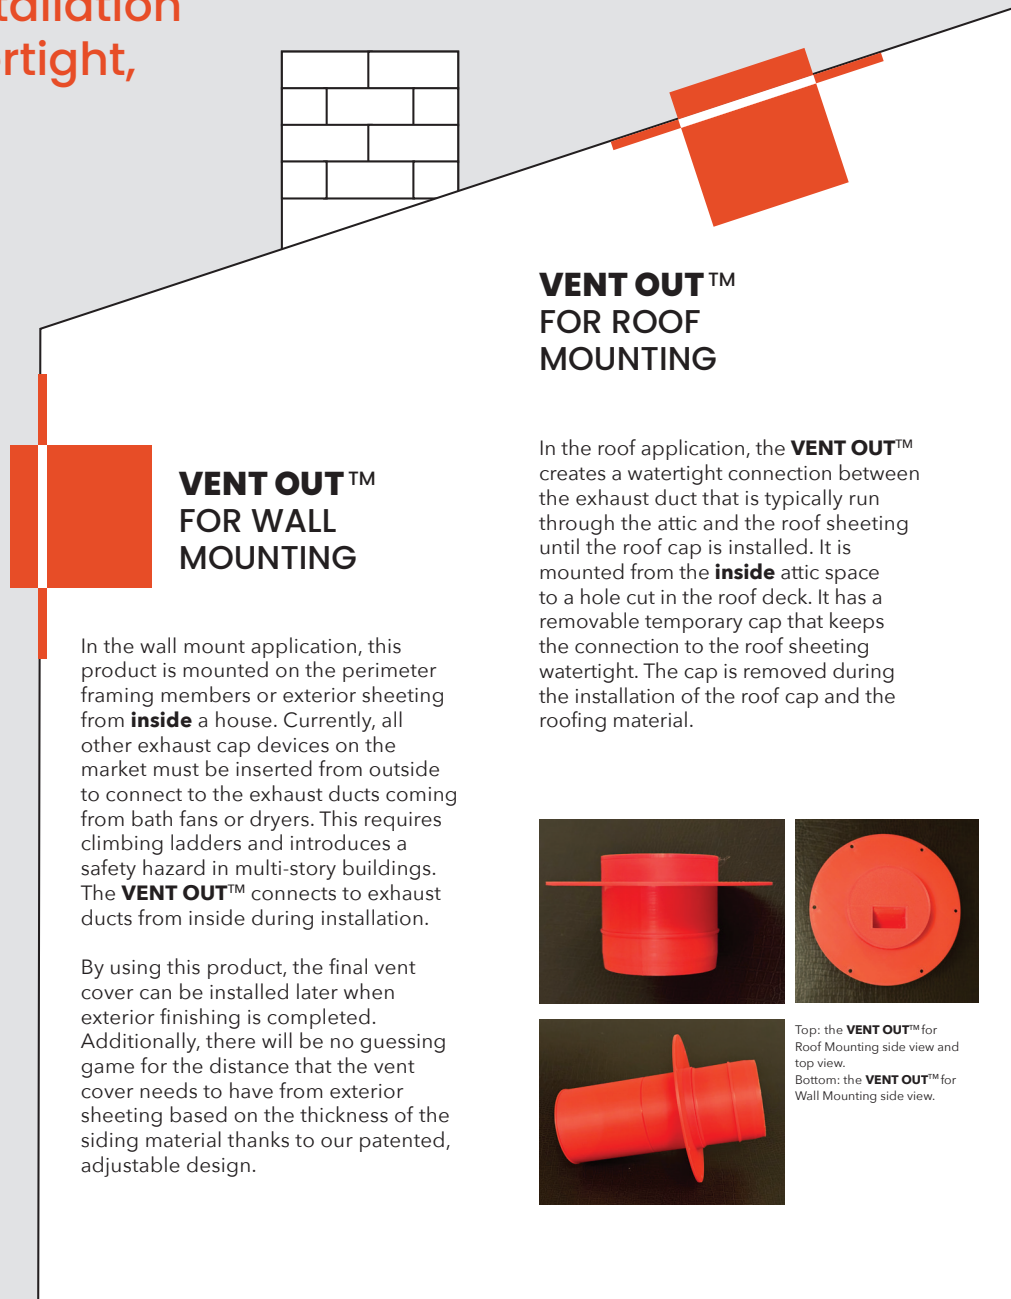 tallation
rtight,
VENT OUT™
FOR ROOF
MOUNTING
VENT OUT™
FOR WALL
MOUNTING
In the wall mount application, this
product is mounted on the perimeter
framing members or exterior sheeting
from inside a house. Currently, all
other exhaust cap devices on the
market must be inserted from outside
to connect to the exhaust ducts coming
from bath fans or dryers. This requires
climbing ladders and introduces a
safety hazard in multi-story buildings.
The VENT OUT™ connects to exhaust
ducts from inside during installation.
By using this product, the final vent
cover can be installed later when
exterior finishing is completed.
Additionally, there will be no guessing
game for the distance that the vent
cover needs to have from exterior
sheeting based on the thickness of the
siding material thanks to our patented,
adjustable design.
In the roof application, the VENT OUT™
creates a watertight connection between
the exhaust duct that is typically run
through the attic and the roof sheeting
until the roof cap is installed. It is
mounted from the inside attic space
to a hole cut in the roof deck. It has a
removable temporary cap that keeps
the connection to the roof sheeting
watertight. The cap is removed during
the installation of the roof cap and the
roofing material.
Top: the VENT OUT™ for
Roof Mounting side view and
top view.
Bottom: the VENT OUT™ for
Wall Mounting side view.